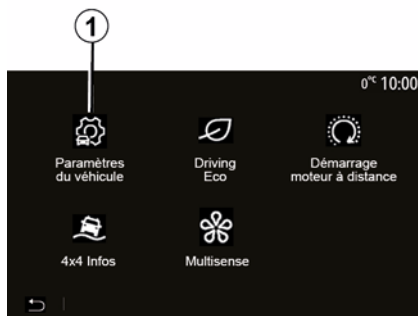 1
0°C 10:00
Paramètres
du véhicule
Driving
Eco
Démarrage
moteur à distance
4x4 Infos
Multisense